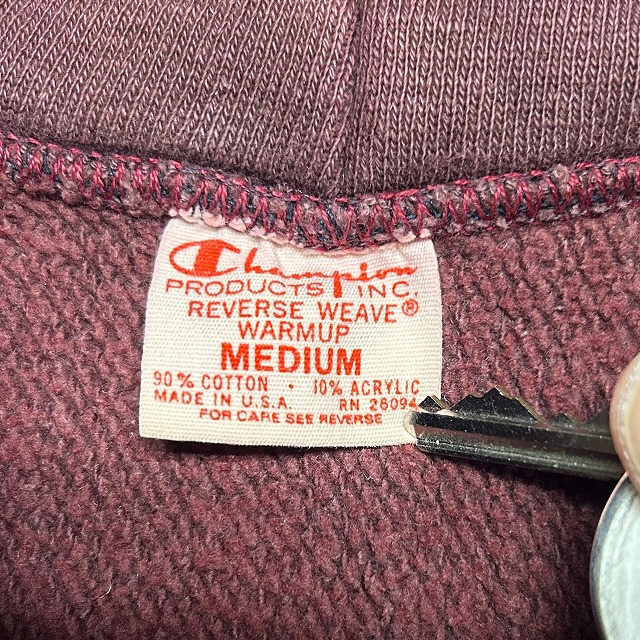 Champion
PRODUCTS INC.
REVERSE WEAVE®
WARMUP
MEDIUM
90% COTTON · 10% ACRYLIC
MADE IN U.S.A. RN 26094
FOR CARE SEE REVERSE